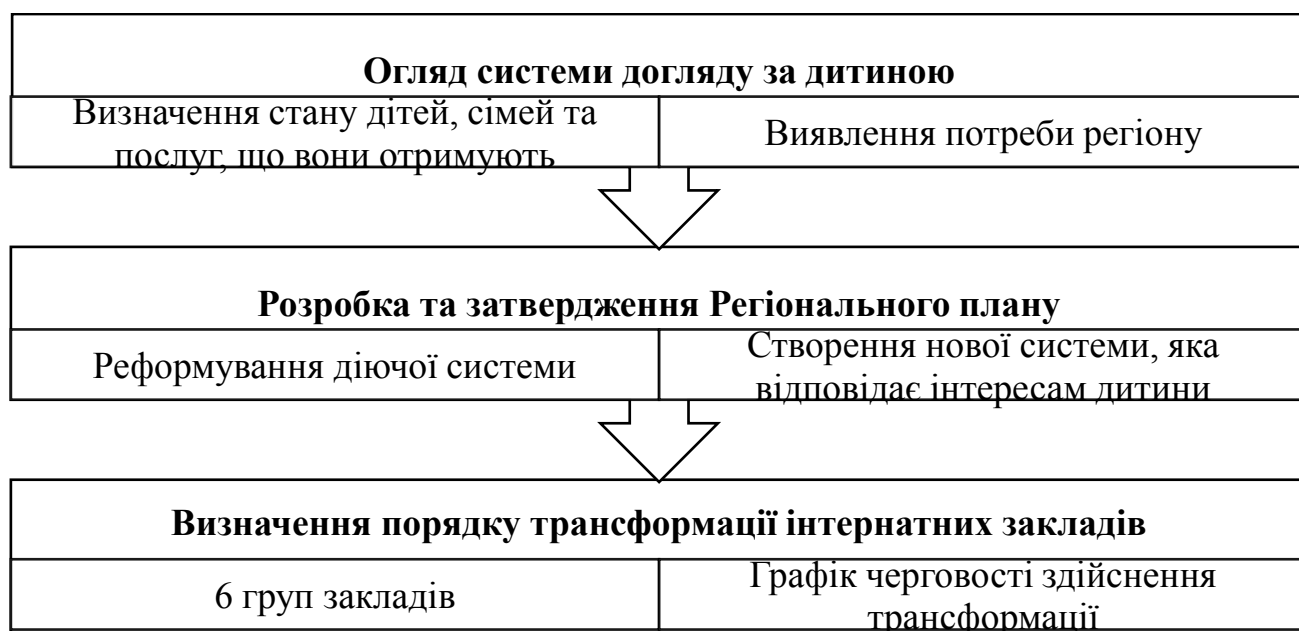 Огляд системи догляду за дитиною
Визначення стану дітей, сімей та
послуг, що вони отримують
Виявлення потреби регіону
Розробка та затвердження Регіонального плану
Реформування діючої системи
Створення нової системи, яка
відповідає інтересам дитини
Визначення порядку трансформації інтернатних закладів
6 груп закладів
Графік черговості здійснення
трансформації